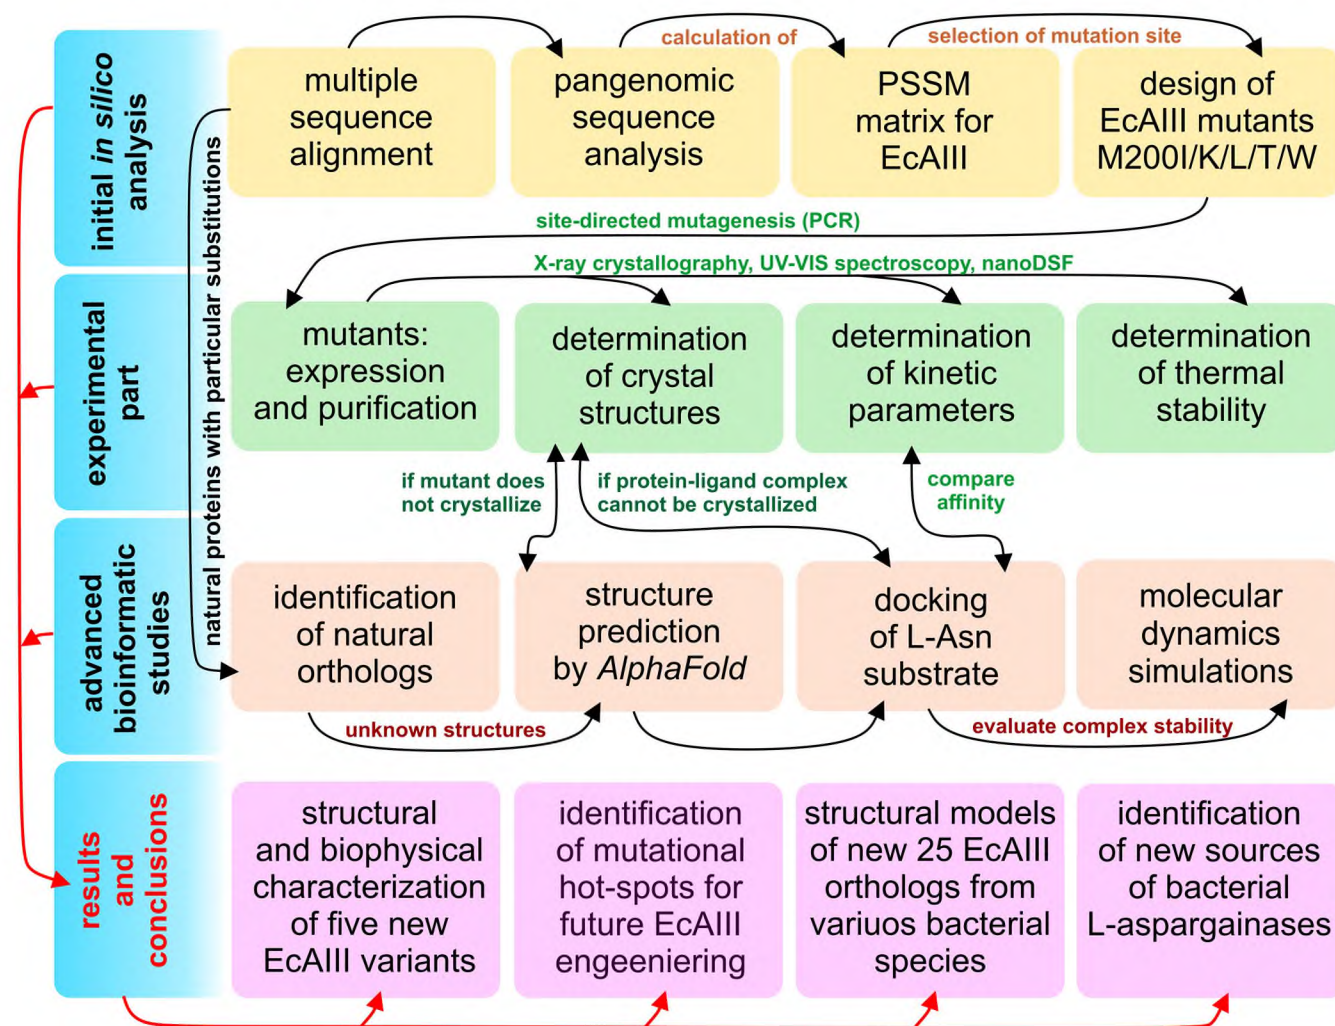 initial in silico
analysis
calculation of
selection of mutation site
multiple
sequence
alignment
pangenomic
sequence
analysis
PSSM
matrix for
EcAIII
design of
EcAIII mutants
M200I/K/L/T/W
natural proteins with particular substitutions
site-directed mutagenesis (PCR)
X-ray crystallography, UV-VIS spectroscopy, nanoDSF
experimental
part
mutants:
expression
and purification
determination
of crystal
structures
determination
of kinetic
parameters
determination
of thermal
stability
if mutant does
not crystallize
if protein-ligand complex
cannot be crystallized
compare
affinity
advanced
bioinformatic
studies
identification
of natural
orthologs
structure
prediction
by AlphaFold
docking
of L-Asn
substrate
molecular
dynamics
simulations
unknown structures
evaluate complex stability
results
and
conclusions
structural
and biophysical
characterization
of five new
EcAIII variants
identification
of mutational
hot-spots for
future EcAIII
engeeniering
structural models
of new 25 EcAIII
orthologs from
variuos bacterial
species
identification
of new sources
of bacterial
L-aspargainases